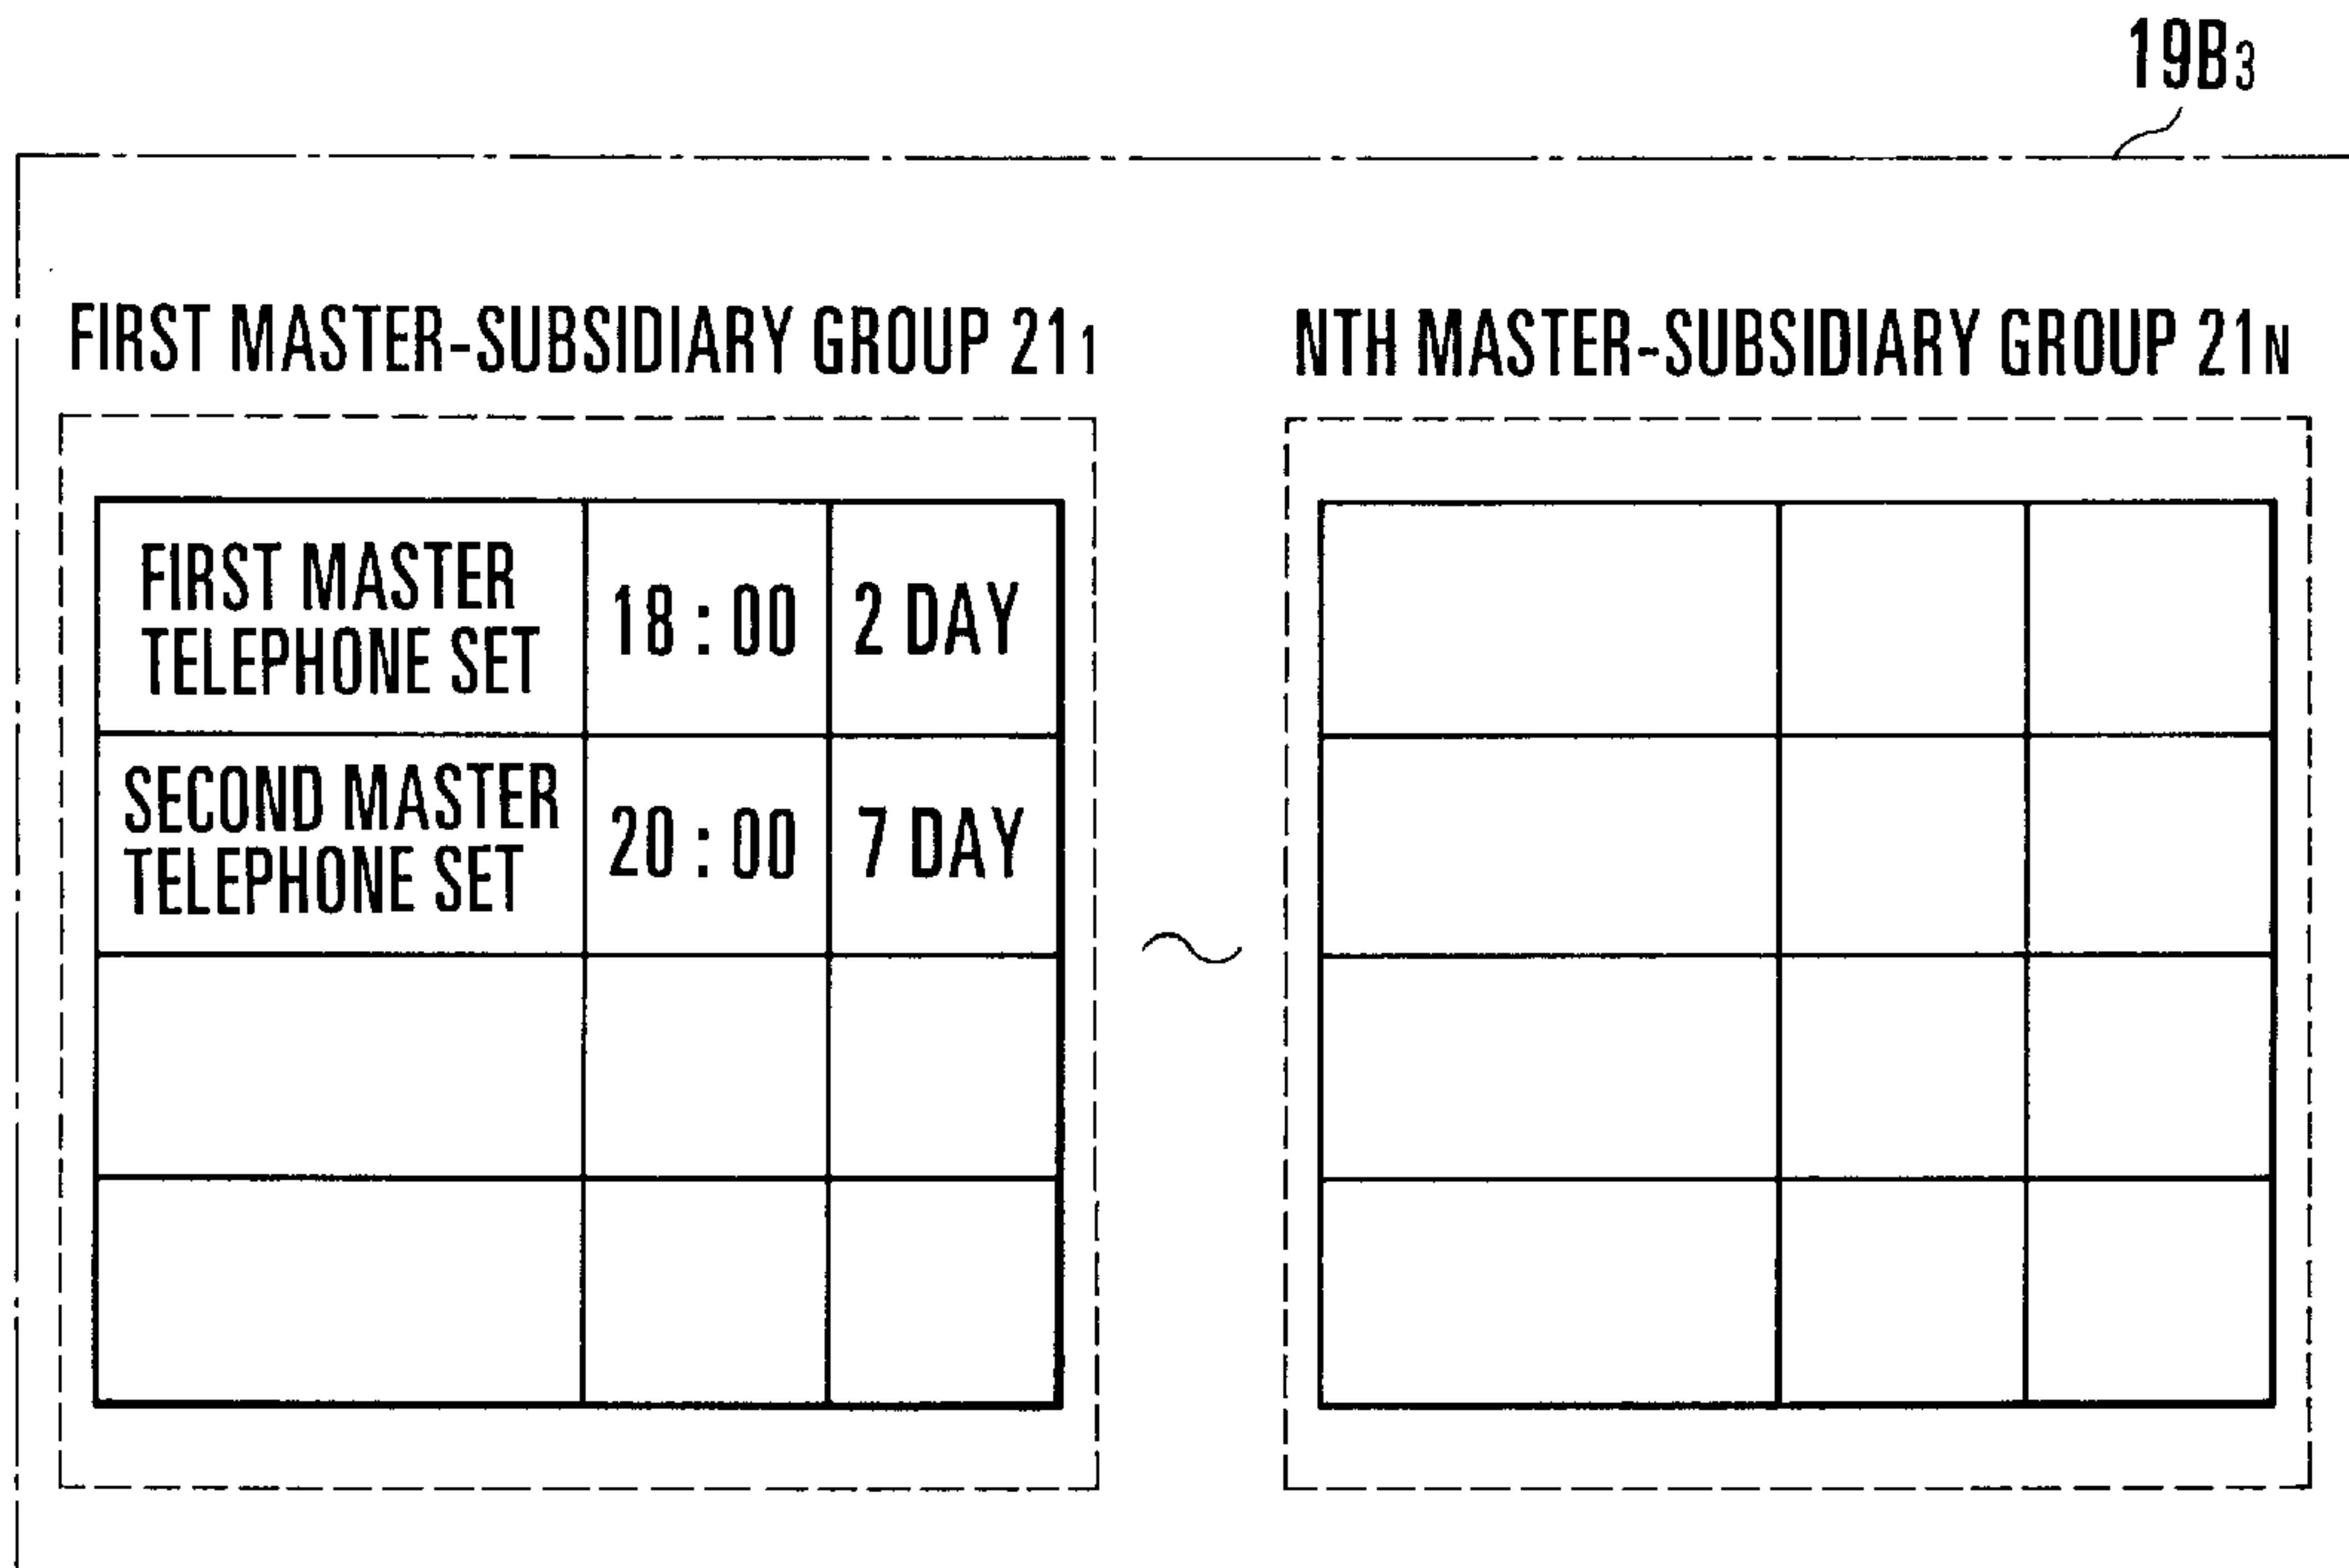 19B3
FIRST MASTER-SUBSIDIARY GROUP 211
NTH MASTER-SUBSIDIARY GROUP 21N
FIRST MASTER
TELEPHONE SET
18 : 00
2 DAY
SECOND MASTER
TELEPHONE SET
20 : 00
7 DAY